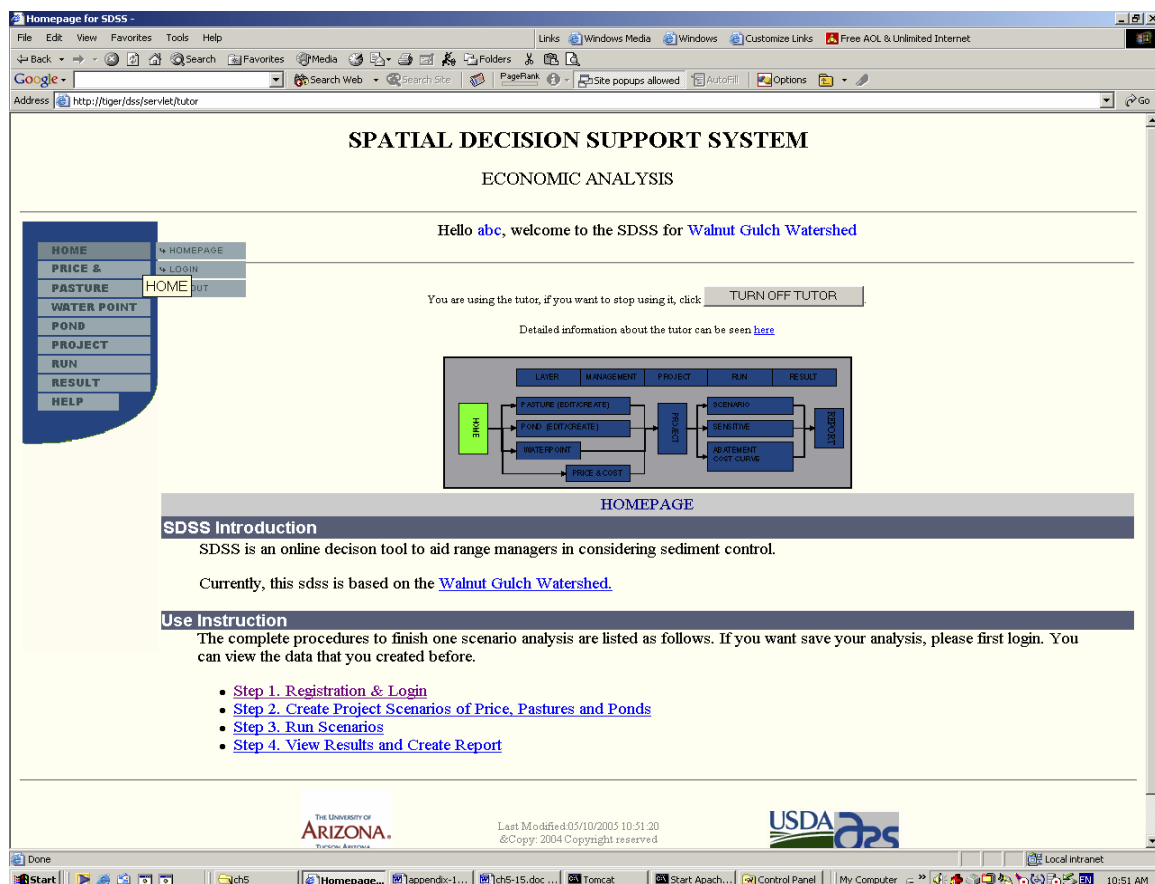 Homepage for SDSS -
File Edit View Favorites Tools Help Links Windows Media Windows Customize Links Free AOL & Unlimited Internet
Back Search Favorites Media Folders
Google Search Web Search Site PageRank Site popups allowed AutoFill Options
Address http://tiger/dss/servlet/tutor Go
SPATIAL DECISION SUPPORT SYSTEM
ECONOMIC ANALYSIS
Hello abc, welcome to the SDSS for Walnut Gulch Watershed
HOME
HOMEPAGE
PRICE &
LOGIN
PASTURE
HOME
OUT
WATER POINT
POND
PROJECT
RUN
RESULT
HELP
You are using the tutor, if you want to stop using it, click TURN OFF TUTOR.
Detailed information about the tutor can be seen here
LAYER MANAGEMENT PROJECT RUN RESULT
HOME
PASTURE (EDIT/CREATE)
POND (EDIT/CREATE)
WATERPOINT
PRICE & COST
PROJECT
SCENARIO
SENSITIVE
ABATEMENT
COST CURVE
REPORT
HOMEPAGE
SDSS Introduction
SDSS is an online decison tool to aid range managers in considering sediment control.
Currently, this sdss is based on the Walnut Gulch Watershed.
Use Instruction
The complete procedures to finish one scenario analysis are listed as follows. If you want save your analysis, please first login. You
can view the data that you created before.
Step 1. Registration & Login
Step 2. Create Project Scenarios of Price, Pastures and Ponds
Step 3. Run Scenarios
Step 4. View Results and Create Report
THE UNIVERSITY OF
ARIZONA.
TUCSON ARIZONA
Last Modified:05/10/2005 10:51:20
&Copy: 2004 Copyright reserved
USDA ars
Done Local intranet
Start ch5 Homepage... appendix-1... ch5-15.doc ... Tomcat Start Apach... Control Panel My Computer EN 10:51 AM